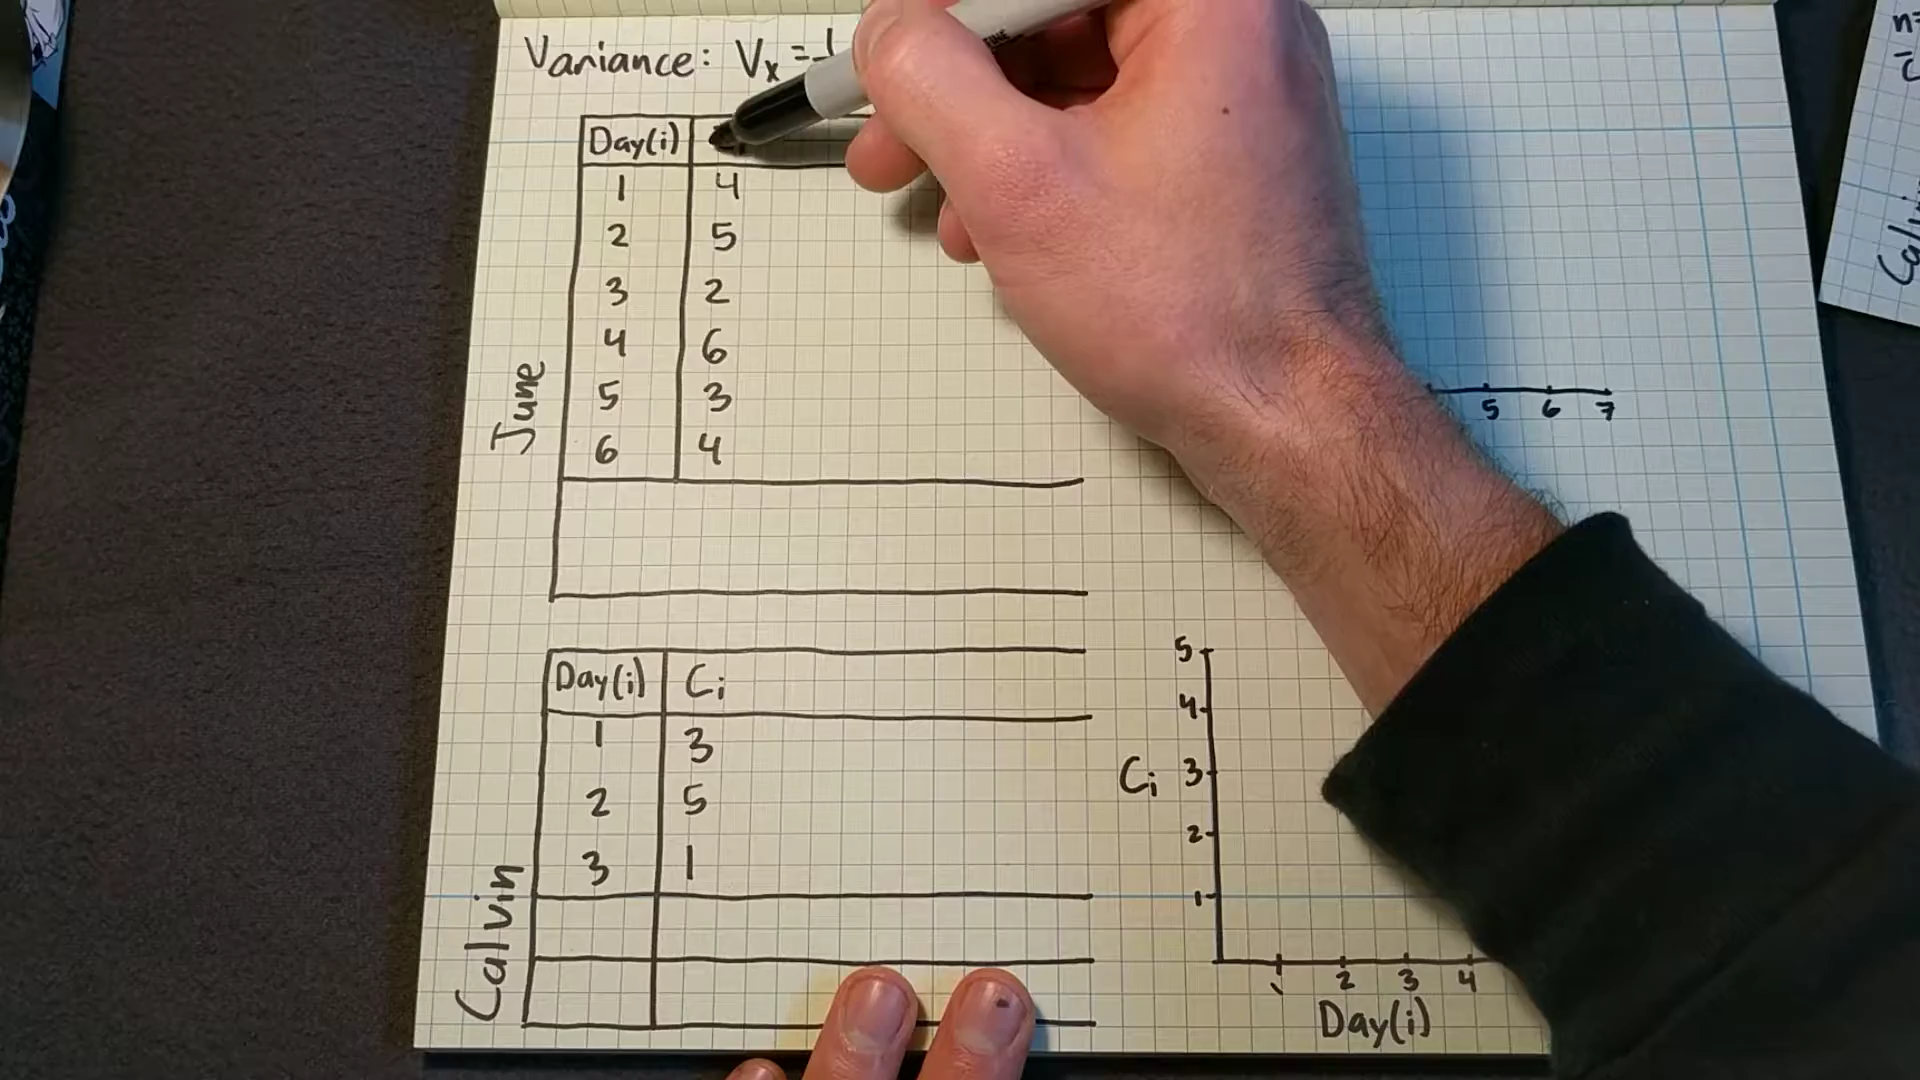 Variance: Vx = 1
Day(i)
1 4
2 5
3 2
4 6
5 3
6 4
June
5 6 7
Day(i) Ci
1 3
2 5
3 1
Calvin
5
4
Ci 3
2
1
1 2 3 4
Day(i)
n=